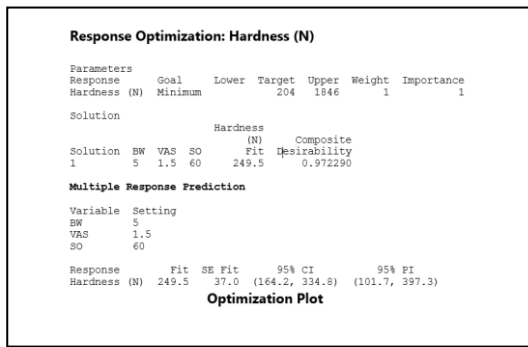 Response Optimization: Hardness (N)
Parameters
Response Goal Lower Target Upper Weight Importance
Hardness (N) Minimum 204 1846 1 1
Solution
Hardness
(N) Composite
Solution BW VAS SO Fit Desirability
1 5 1.5 60 249.5 0.972290
Multiple Response Prediction
Variable Setting
BW 5
VAS 1.5
SO 60
Response Fit SE Fit 95% CI 95% PI
Hardness (N) 249.5 37.0 (164.2, 334.8) (101.7, 397.3)
Optimization Plot